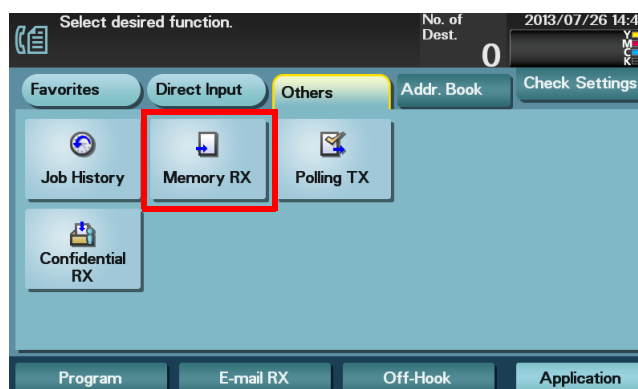 Select desired function.
No. of
Dest.
0
2013/07/26 14:4
Y
M
C
K
Favorites
Direct Input
Others
Addr. Book
Check Settings
Job History
Memory RX
Polling TX
Confidential
RX
Program
E-mail RX
Off-Hook
Application